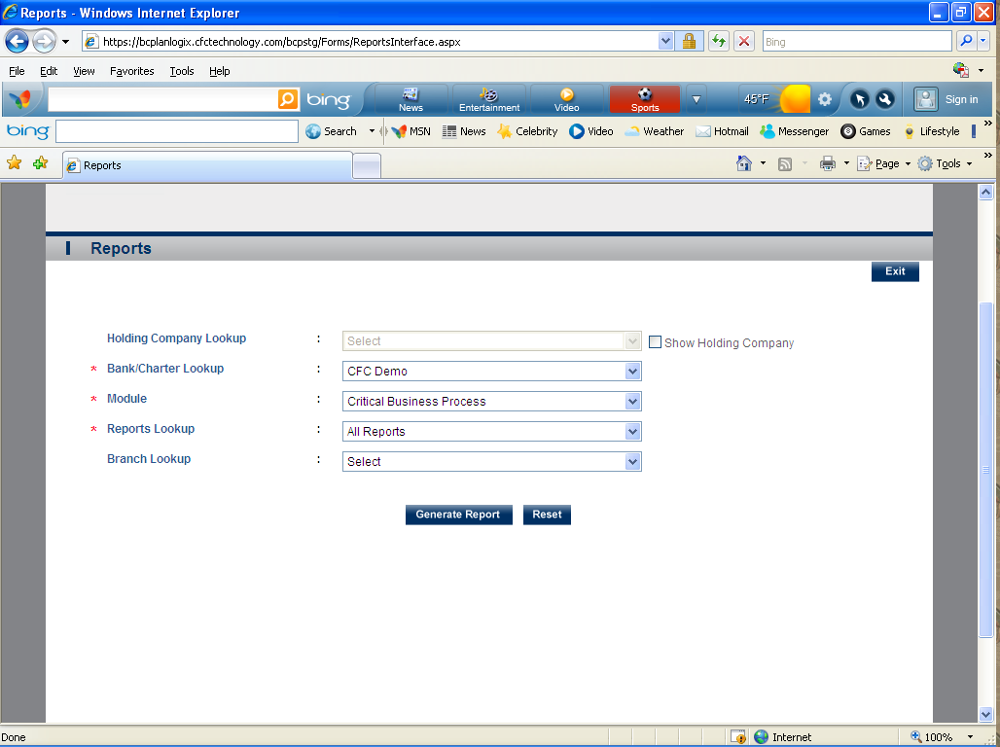 Reports - Windows Internet Explorer
https://bcplanlogix.cfctechnology.com/bcpstg/Forms/ReportsInterface.aspx Bing
File Edit View Favorites Tools Help
bing News Entertainment Video Sports 45°F Sign in
bing Search MSN News Celebrity Video Weather Hotmail Messenger Games Lifestyle »
Reports Page Tools »
Reports
Exit
Holding Company Lookup : Select Show Holding Company
* Bank/Charter Lookup : CFC Demo
* Module : Critical Business Process
* Reports Lookup : All Reports
Branch Lookup : Select
Generate Report Reset
Done Internet 100%